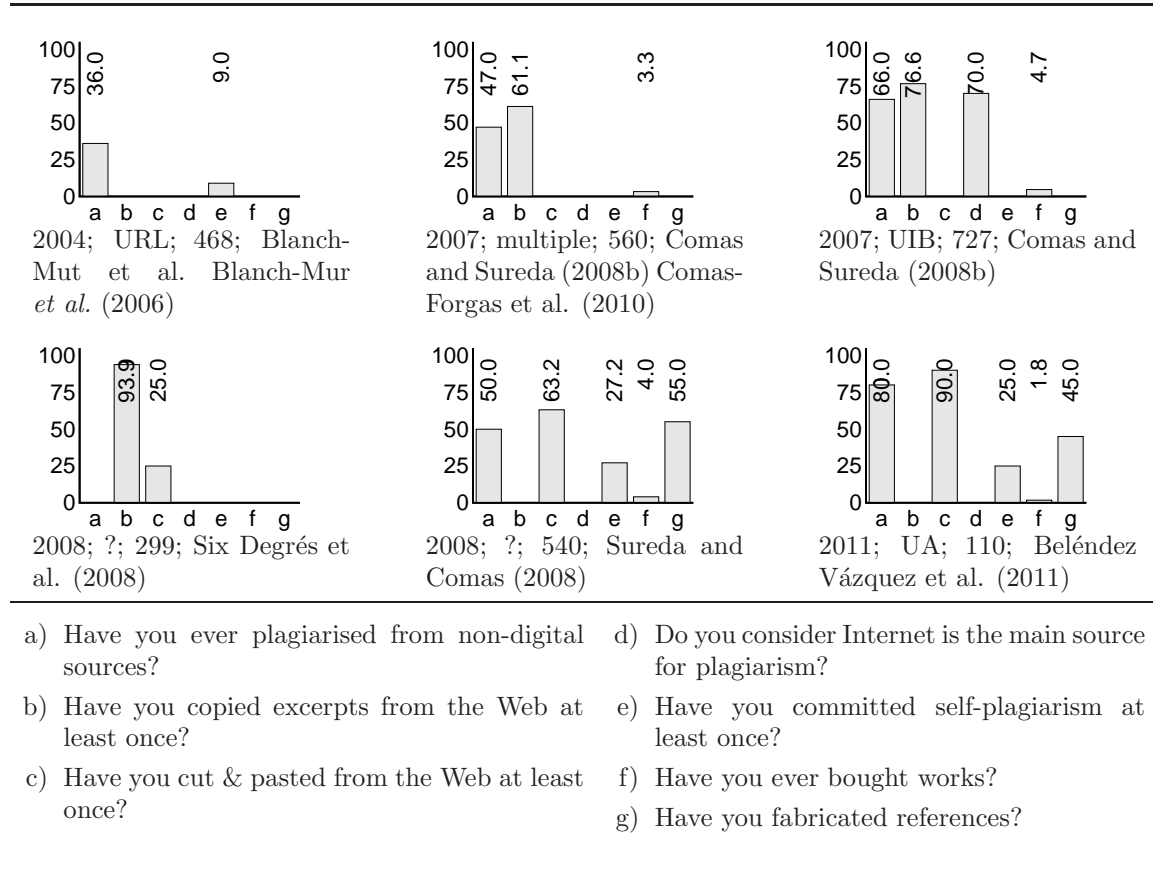 100
75
50
25
0
36.0
9.0
a b c d e f g
2004; URL; 468; Blanch-
Mut et al. Blanch-Mur
et al. (2006)
100
75
50
25
0
47.0
61.1
3.3
a b c d e f g
2007; multiple; 560; Comas
and Sureda (2008b) Comas-
Forgas et al. (2010)
100
75
50
25
0
66.0
76.6
70.0
4.7
a b c d e f g
2007; UIB; 727; Comas and
Sureda (2008b)
100
75
50
25
0
93.9
25.0
a b c d e f g
2008; ?; 299; Six Degrés et
al. (2008)
100
75
50
25
0
50.0
63.2
27.2
4.0
55.0
a b c d e f g
2008; ?; 540; Sureda and
Comas (2008)
100
75
50
25
0
80.0
90.0
25.0
1.8
45.0
a b c d e f g
2011; UA; 110; Beléndez
Vázquez et al. (2011)
a) Have you ever plagiarised from non-digital
sources?
b) Have you copied excerpts from the Web at
least once?
c) Have you cut & pasted from the Web at least
once?
d) Do you consider Internet is the main source
for plagiarism?
e) Have you committed self-plagiarism at
least once?
f) Have you ever bought works?
g) Have you fabricated references?